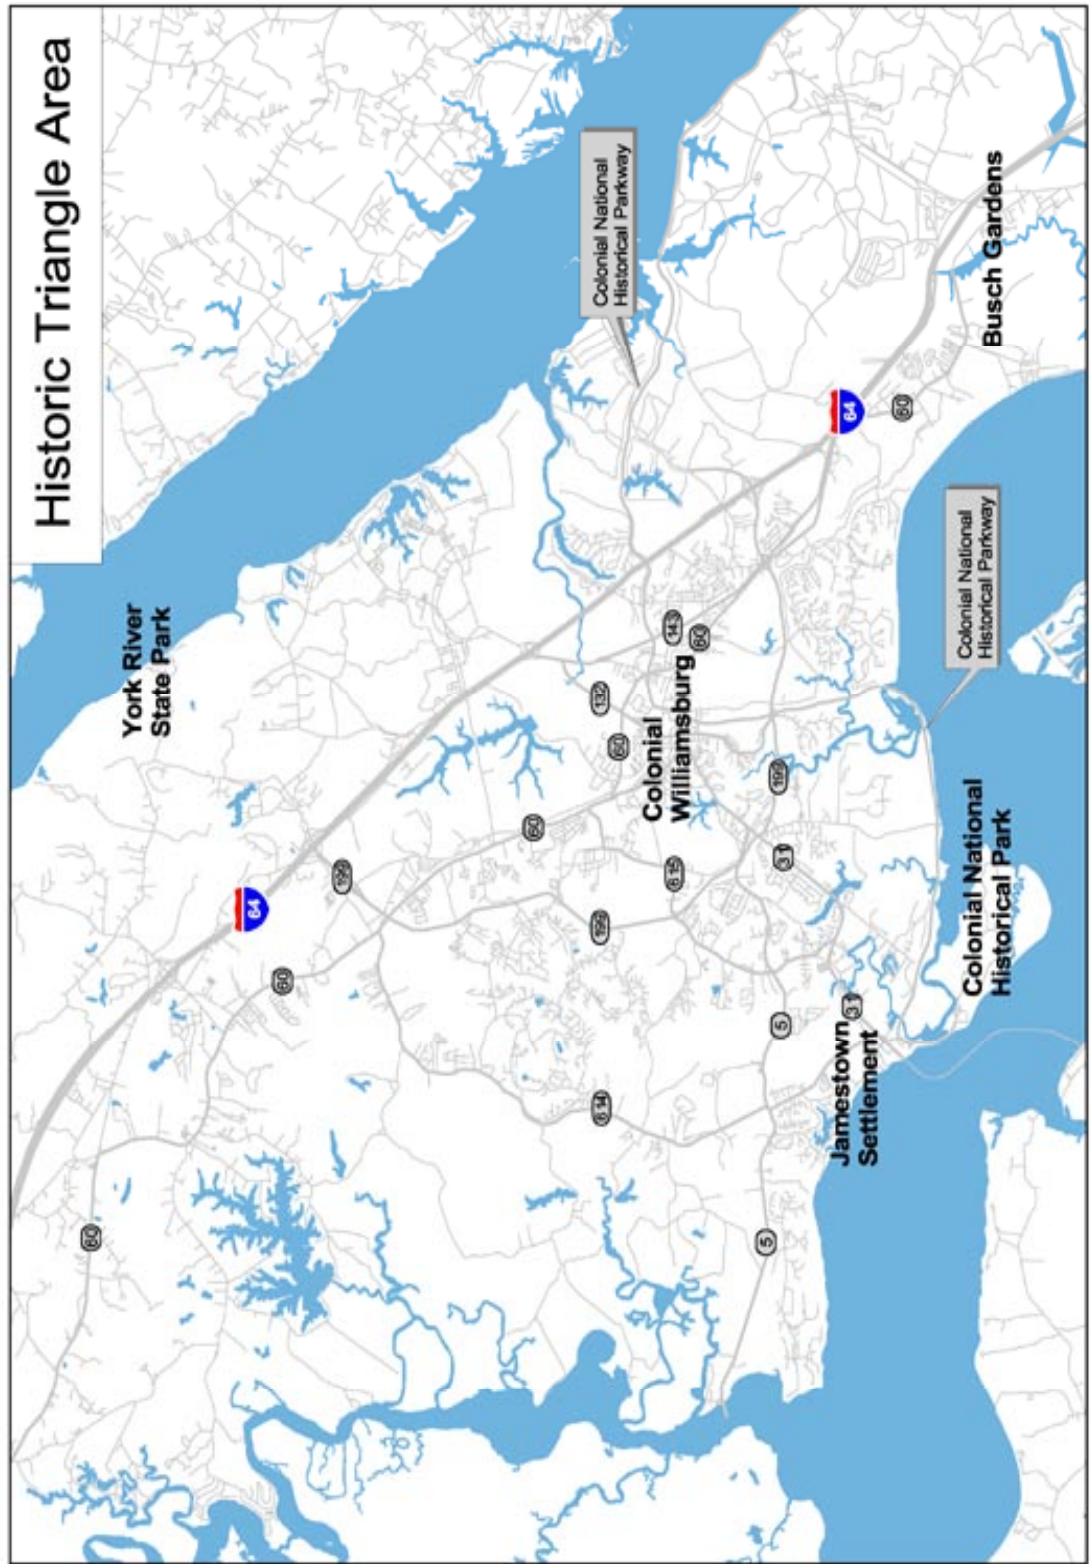 Historic Triangle Area
York River
State Park
Colonial National
Historical Parkway
64
60
199
60
60
60
132
143
60
Colonial
Williamsburg
199
615
199
31
614
5
5
31
Jamestown
Settlement
Colonial National
Historical Park
Colonial National
Historical Parkway
64
60
Busch Gardens